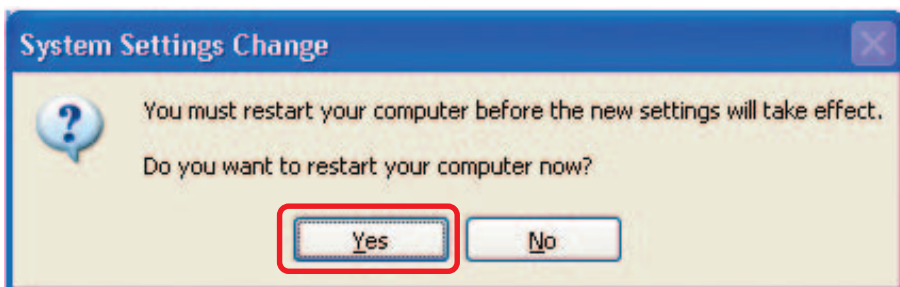 System Settings Change
You must restart your computer before the new settings will take effect.
Do you want to restart your computer now?
Yes No